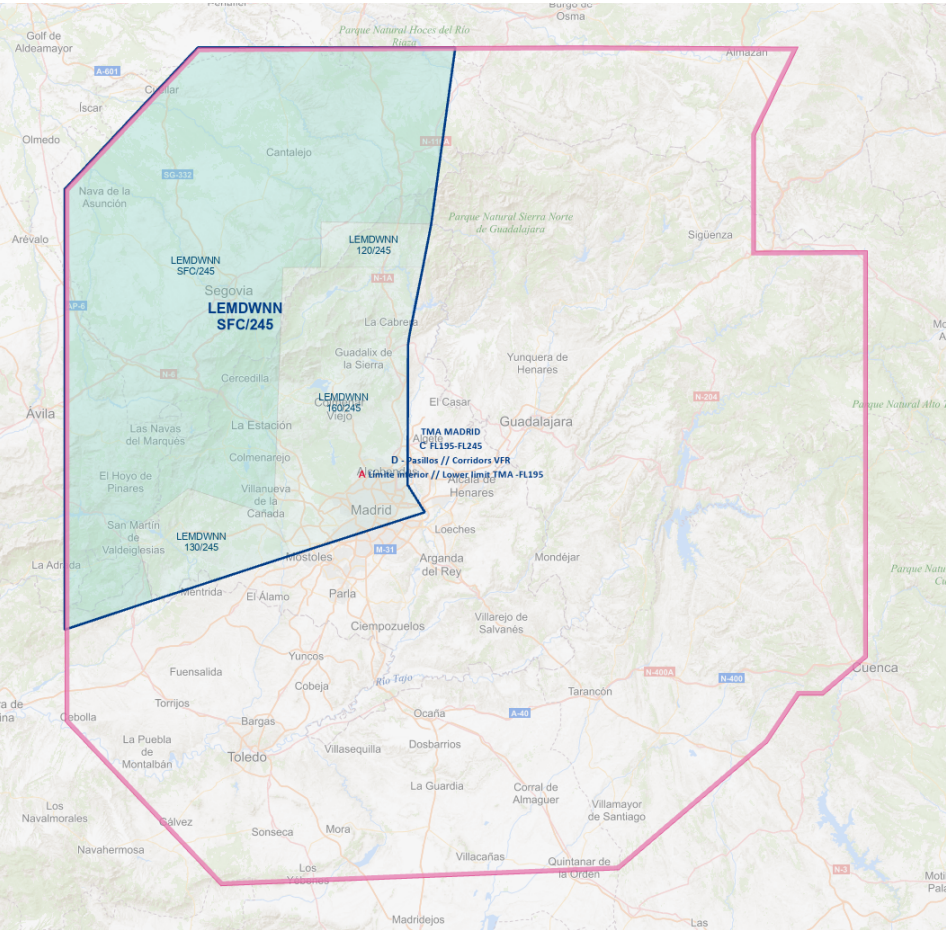 Burgo de
Osma
Golf de
Aldeamayor
Parque Natural Hoces del Río
Riaza
Almazán
A-601
Cuéllar
Íscar
Olmedo
N-110A
Cantalejo
SG-332
Nava de la
Asunción
Parque Natural Sierra Norte
de Guadalajara
Arévalo
Sigüenza
LEMDWNN
120/245
LEMDWNN
SFC/245
N-1A
Segovia
AP-6
LEMDWNN
SFC/245
La Cabrera
Guadalix de
la Sierra
Yunquera de
Henares
N-6
Cercedilla
N-204
LEMDWNN
160/245
Viejo
El Casar
Parque Natural Alto
Ávila
Guadalajara
Las Navas
del Marqués
La Estación
TMA MADRID
Algete
C FL195-FL245
Colmenarejo
D - Pasillos // Corridors VFR
A Límite inferior // Lower limit TMA -FL195
Alcalá de
Henares
El Hoyo de
Pinares
Villanueva
de la
Cañada
Madrid
San Martín
de
Valdeiglesias
LEMDWNN
130/245
Loeches
M-31
Móstoles
Arganda
del Rey
Mondéjar
La Adrada
Méntrida
El Álamo
Parla
Villarejo de
Salvanés
Ciempozuelos
Yuncos
Fuensalida
Cobeja
Río Tajo
N-400A
N-400
Cuenca
Tarancón
Torrijos
Cebolla
Bargas
Ocaña
A-40
La Puebla
de
Montalbán
Toledo
Villasequilla
Dosbarrios
La Guardia
Corral de
Almaguer
Villamayor
de Santiago
Los
Navalmorales
Gálvez
Sonseca
Mora
Navahermosa
Villacañas
Quintanar de
la Orden
Los
Yébenes
N-3
Madridejos
Las